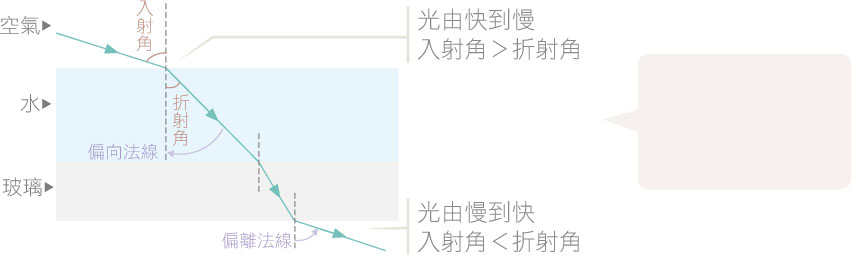 空氣▶
入射角
光由快到慢
入射角＞折射角
水▶
折射角
偏向法線
玻璃▶
光由慢到快
入射角＜折射角
偏離法線